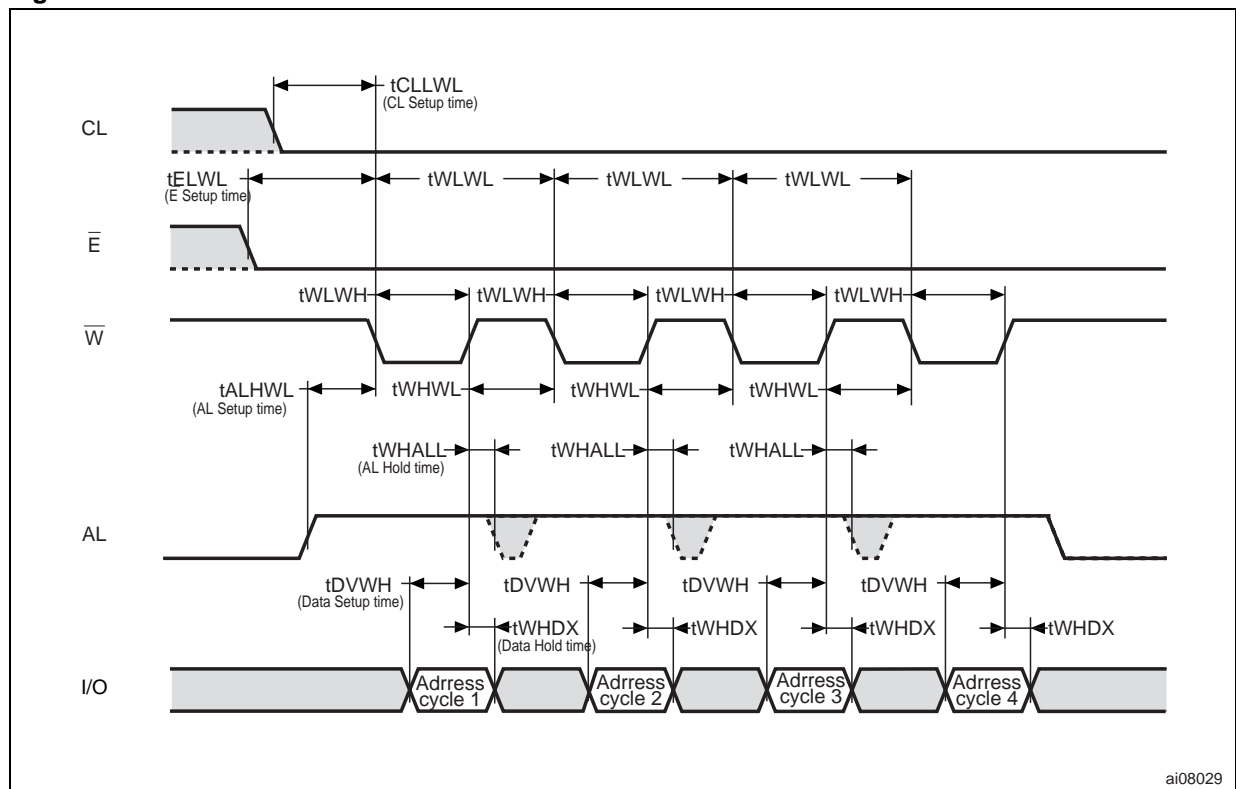 tCLLWL
(CL Setup time)
CL
tELWL
(E Setup time)
tWLWL
tWLWL
tWLWL
E
tWLWH
tWLWH
tWLWH
tWLWH
W
tALHWL
(AL Setup time)
tWHWL
tWHWL
tWHWL
tWHALL
(AL Hold time)
tWHALL
tWHALL
AL
tDVWH
(Data Setup time)
tDVWH
tDVWH
tDVWH
tWHDX
(Data Hold time)
tWHDX
tWHDX
tWHDX
I/O
Adrress
cycle 1
Adrress
cycle 2
Adrress
cycle 3
Adrress
cycle 4
ai08029